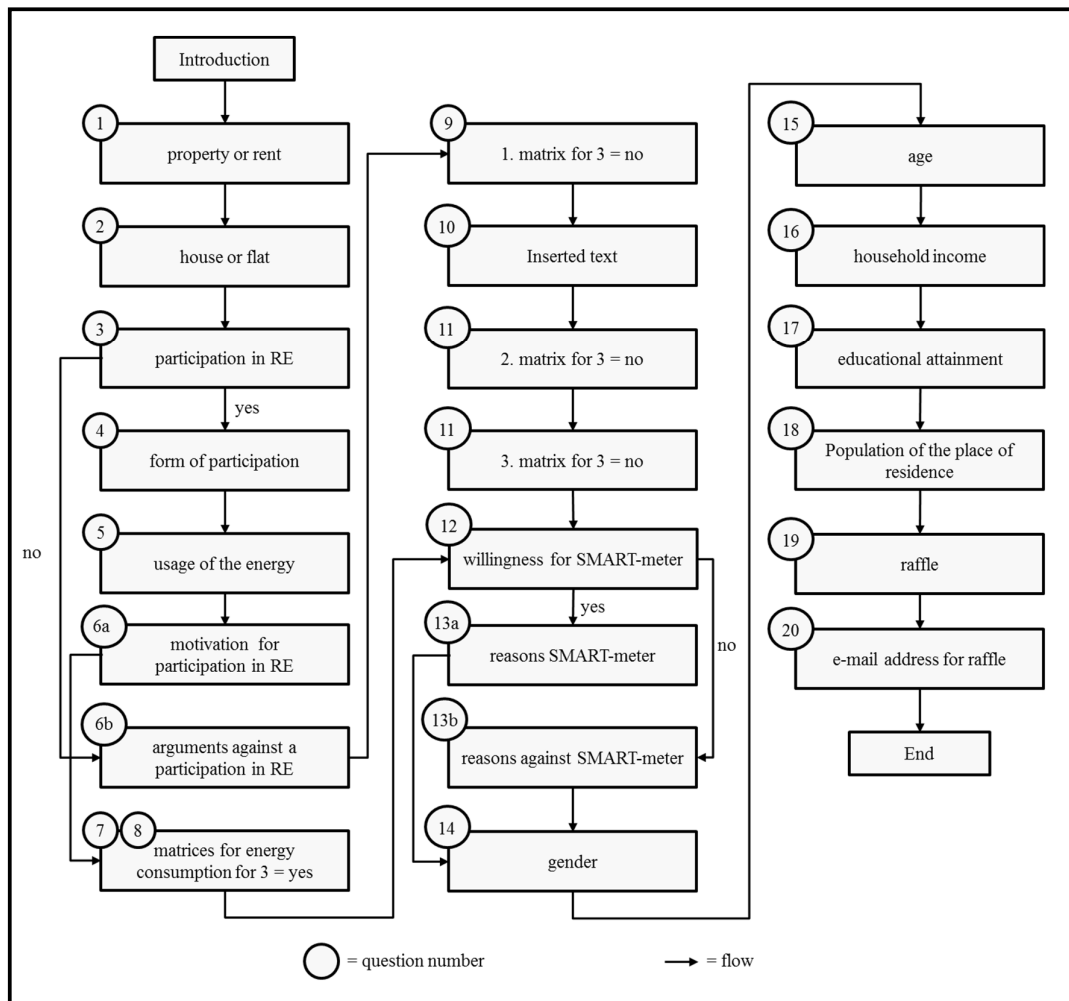 Introduction
1
property or rent
2
house or flat
3
participation in RE
yes
4
form of participation
no
5
usage of the energy
6a
motivation for
participation in RE
6b
arguments against a
participation in RE
7
8
matrices for energy
consumption for 3 = yes
9
1. matrix for 3 = no
10
Inserted text
11
2. matrix for 3 = no
11
3. matrix for 3 = no
12
willingness for SMART-meter
yes
13a
reasons SMART-meter
no
13b
reasons against SMART-meter
14
gender
15
age
16
household income
17
educational attainment
18
Population of the place of
residence
19
raffle
20
e-mail address for raffle
End
= question number
= flow